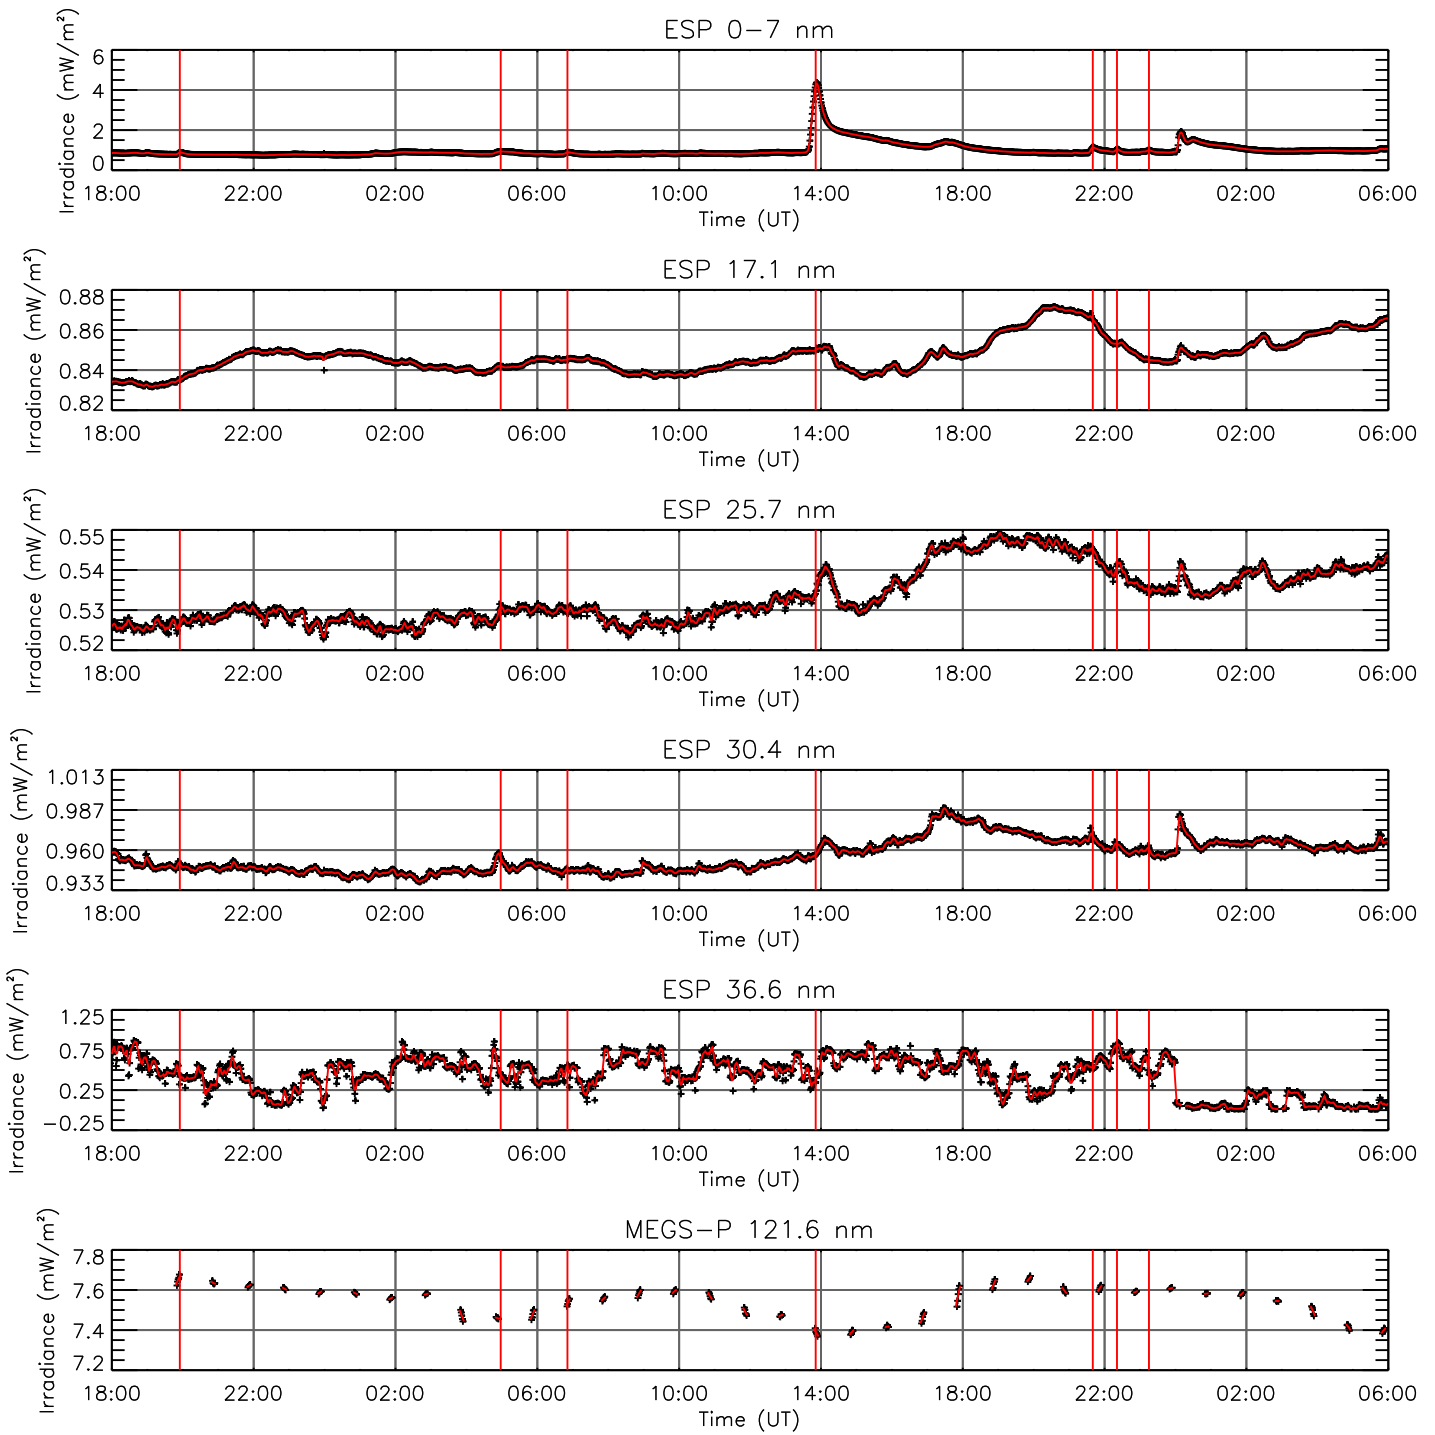 ESP 0-7 nm
Irradiance (mW/m²)
6
4
2
0
18:00 22:00 02:00 06:00 10:00 14:00 18:00 22:00 02:00 06:00
Time (UT)
ESP 17.1 nm
Irradiance (mW/m²)
0.88
0.86
0.84
0.82
18:00 22:00 02:00 06:00 10:00 14:00 18:00 22:00 02:00 06:00
Time (UT)
ESP 25.7 nm
Irradiance (mW/m²)
0.55
0.54
0.53
0.52
18:00 22:00 02:00 06:00 10:00 14:00 18:00 22:00 02:00 06:00
Time (UT)
ESP 30.4 nm
Irradiance (mW/m²)
1.013
0.987
0.960
0.933
18:00 22:00 02:00 06:00 10:00 14:00 18:00 22:00 02:00 06:00
Time (UT)
ESP 36.6 nm
Irradiance (mW/m²)
1.25
0.75
0.25
-0.25
18:00 22:00 02:00 06:00 10:00 14:00 18:00 22:00 02:00 06:00
Time (UT)
MEGS-P 121.6 nm
Irradiance (mW/m²)
7.8
7.6
7.4
7.2
18:00 22:00 02:00 06:00 10:00 14:00 18:00 22:00 02:00 06:00
Time (UT)